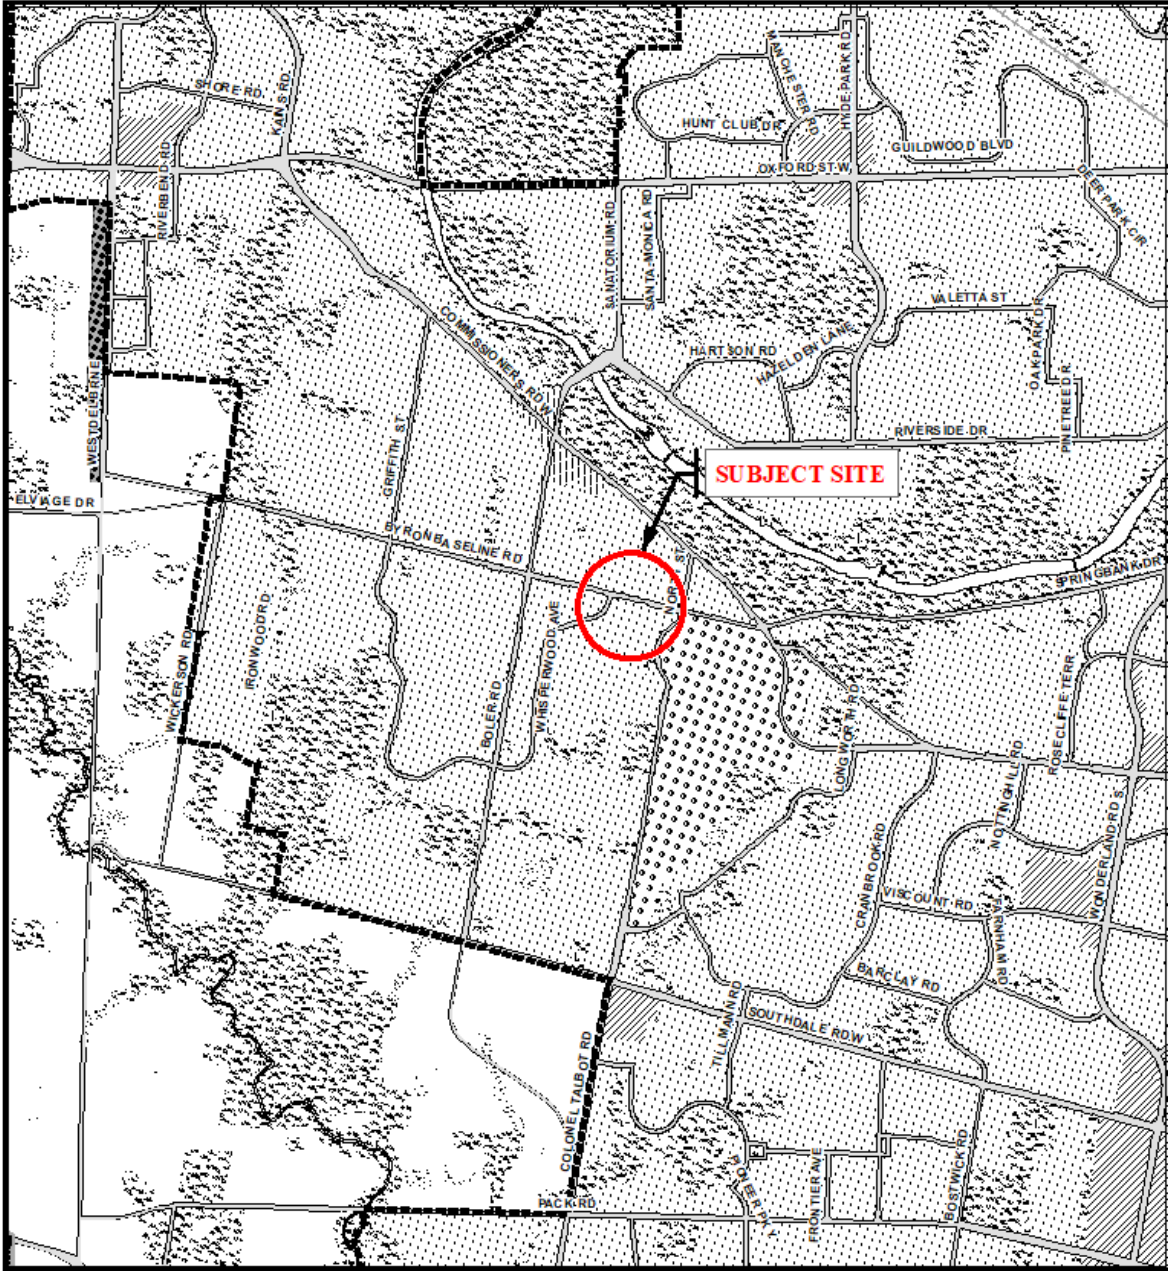 SHORE RD
KAINS RD
MANCHESTER RD
HYDE PARK RD
HUNT CLUB DR
GUILDWOOD BLVD
RIVERBEND RD
OXFORD ST W
DEER PARK CIR
SANATORIUM RD
SANTA MONICA RD
VALETTA ST
COMMISSIONERS RD W
HARTSON RD
HAZELDEN LANE
OAKPARK DR
WESTDELBRNE
PINETREE DR
GRIFFITH ST
RIVERSIDE DR
SUBJECT SITE
ELVIAGE DR
BYRON BASELINE RD
SPRINGBANK DR
WICKERSON RD
IRONWOOD RD
WHISPERWOOD AVE
BOLER RD
LONGWORTH RD
ROSECLIFFE TERR
NOTTINGHILL RD
WONDERLAND RD S
CRANBROOK RD
VISCOUNT RD
FARNHAM RD
BARCLAY RD
TILLMANN RD
SOUTHDALE RD W
COLONEL TALBOT RD
PIONEER PKY
FRONTIER AVE
BOSTWICK RD
PACK RD